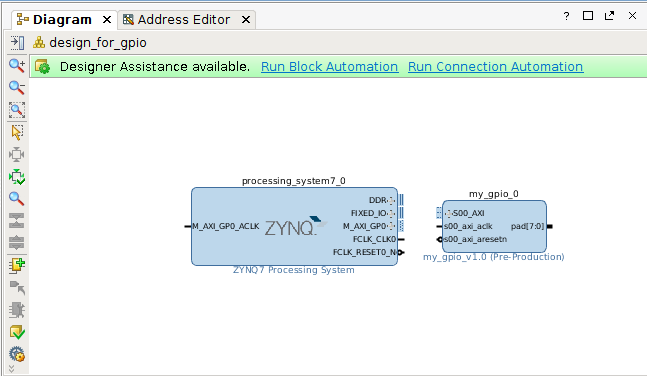 Diagram × Address Editor × ?
design_for_gpio
Designer Assistance available. Run Block Automation Run Connection Automation
processing_system7_0
M_AXI_GP0_ACLK
ZYNQ
DDR
FIXED_IO
M_AXI_GP0
FCLK_CLK0
FCLK_RESET0_N
ZYNQ7 Processing System
my_gpio_0
S00_AXI
s00_axi_aclk
s00_axi_aresetn
pad[7:0]
my_gpio_v1.0 (Pre-Production)